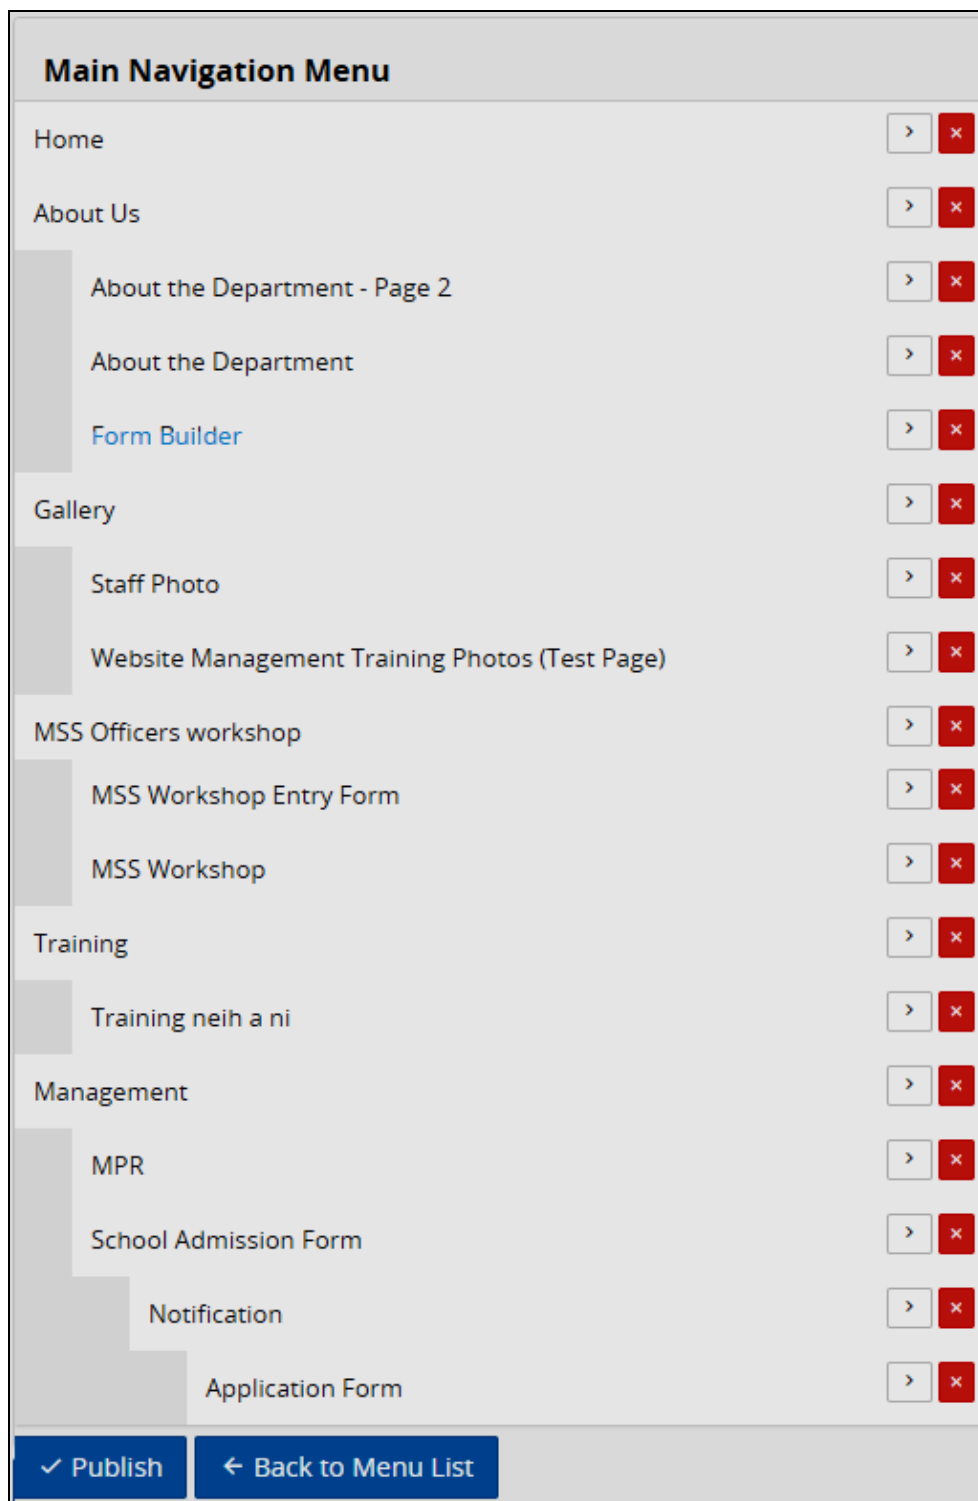 Main Navigation Menu
Home
About Us
About the Department - Page 2
About the Department
Form Builder
Gallery
Staff Photo
Website Management Training Photos (Test Page)
MSS Officers workshop
MSS Workshop Entry Form
MSS Workshop
Training
Training neih a ni
Management
MPR
School Admission Form
Notification
Application Form
✓ Publish ← Back to Menu List